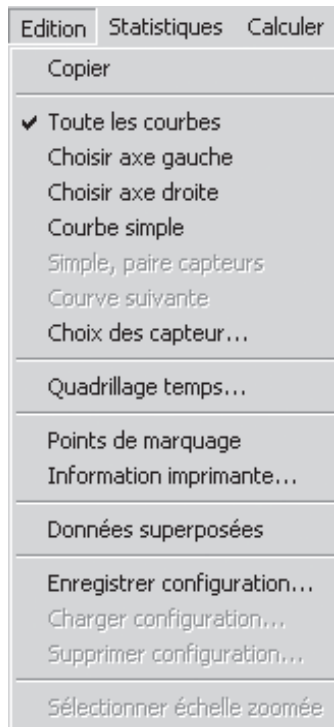 Edition Statistiques Calculer
Copier
Toute les courbes
Choisir axe gauche
Choisir axe droite
Courbe simple
Simple, paire capteurs
Courve suivante
Choix des capteur...
Quadrillage temps...
Points de marquage
Information imprimante...
Données superposées
Enregistrer configuration...
Charger configuration...
Supprimer configuration...
Sélectionner échelle zoomée